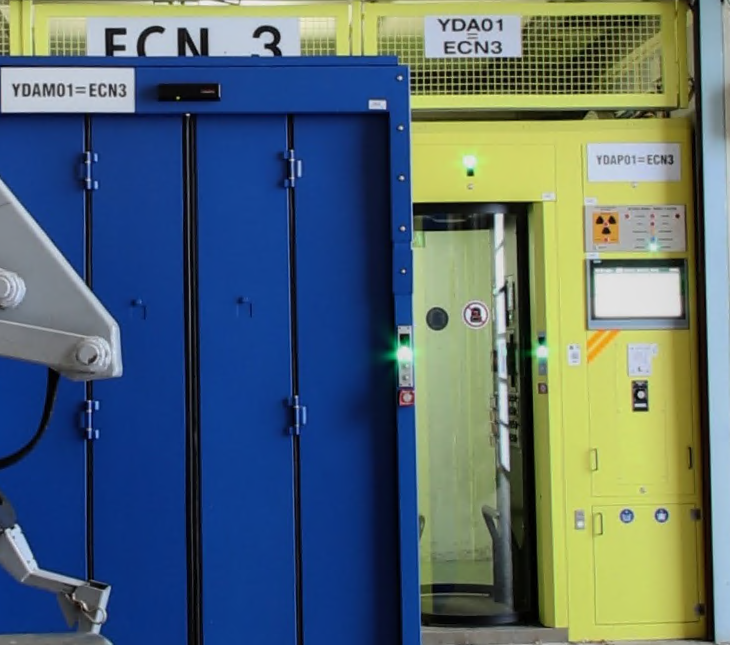 ECN 3
YDA01
=
ECN3
YDAM01=ECN3
YDAP01=ECN3